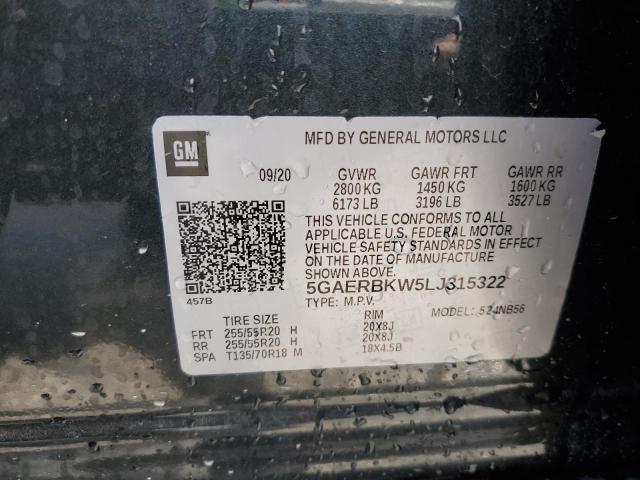 GM
MFD BY GENERAL MOTORS LLC
09/20 GVWR GAWR FRT GAWR RR
2800 KG 1450 KG 1600 KG
6173 LB 3196 LB 3527 LB
THIS VEHICLE CONFORMS TO ALL
APPLICABLE U.S. FEDERAL MOTOR
VEHICLE SAFETY STANDARDS IN EFFECT
ON THE DATE OF MANUFACTURE
SHOWN ABOVE.
457B 5GAERBKW5LJ315322
TYPE: M.P.V. MODEL: 524NB56
TIRE SIZE RIM
FRT 255/55R20 H 20X8J
RR 255/55R20 H 20X8J
SPA T135/70R18 M 18X4.5B